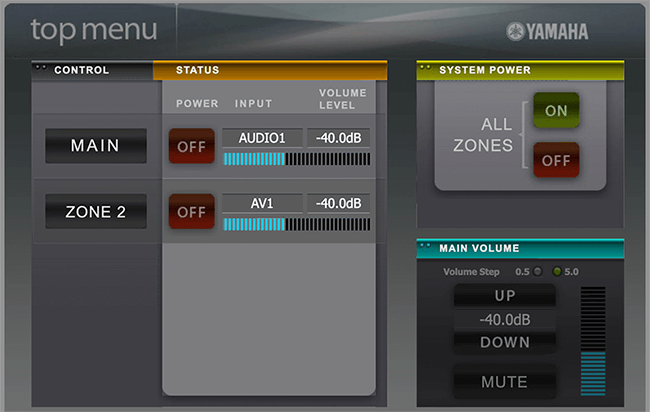 top menu
YAMAHA
CONTROL
STATUS
POWER INPUT VOLUME LEVEL
MAIN OFF AUDIO1 -40.0dB
ZONE 2 OFF AV1 -40.0dB
SYSTEM POWER
ALL ZONES
ON
OFF
MAIN VOLUME
Volume Step 0.5 5.0
UP
-40.0dB
DOWN
MUTE